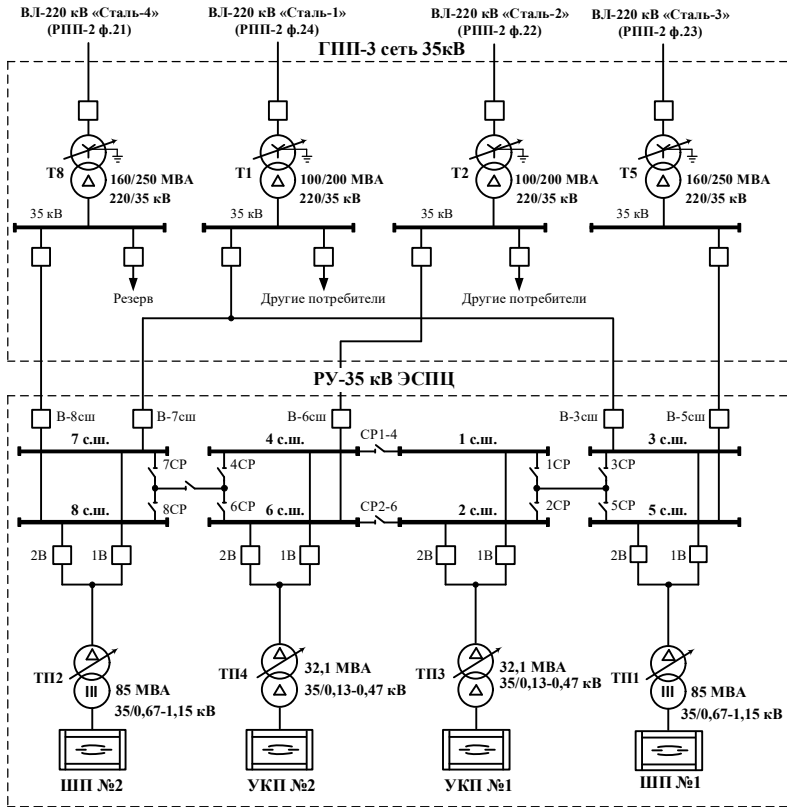 ВЛ-220 кВ «Сталь-4»
(РПП-2 ф.21)
ВЛ-220 кВ «Сталь-1»
(РПП-2 ф.24)
ВЛ-220 кВ «Сталь-2»
(РПП-2 ф.22)
ВЛ-220 кВ «Сталь-3»
(РПП-2 ф.23)
ГПП-3 сеть 35кВ
Т8
160/250 МВА
220/35 кВ
Т1
100/200 МВА
220/35 кВ
Т2
100/200 МВА
220/35 кВ
Т5
160/250 МВА
220/35 кВ
35 кВ
35 кВ
35 кВ
35 кВ
Резерв
Другие потребители
Другие потребители
РУ-35 кВ ЭСПЦ
В-8сш
В-7сш
В-6сш
В-3сш
В-5сш
7 с.ш.
4 с.ш.
СР1-4
1 с.ш.
3 с.ш.
7СР
4СР
1СР
3СР
8 с.ш.
8СР
6 с.ш.
6СР
СР2-6
2 с.ш.
2СР
5СР
5 с.ш.
2В
1В
2В
1В
2В
1В
2В
1В
ТП2
85 МВА
35/0,67-1,15 кВ
ТП4
32,1 МВА
35/0,13-0,47 кВ
ТП3
32,1 МВА
35/0,13-0,47 кВ
ТП1
85 МВА
35/0,67-1,15 кВ
ШП №2
УКП №2
УКП №1
ШП №1